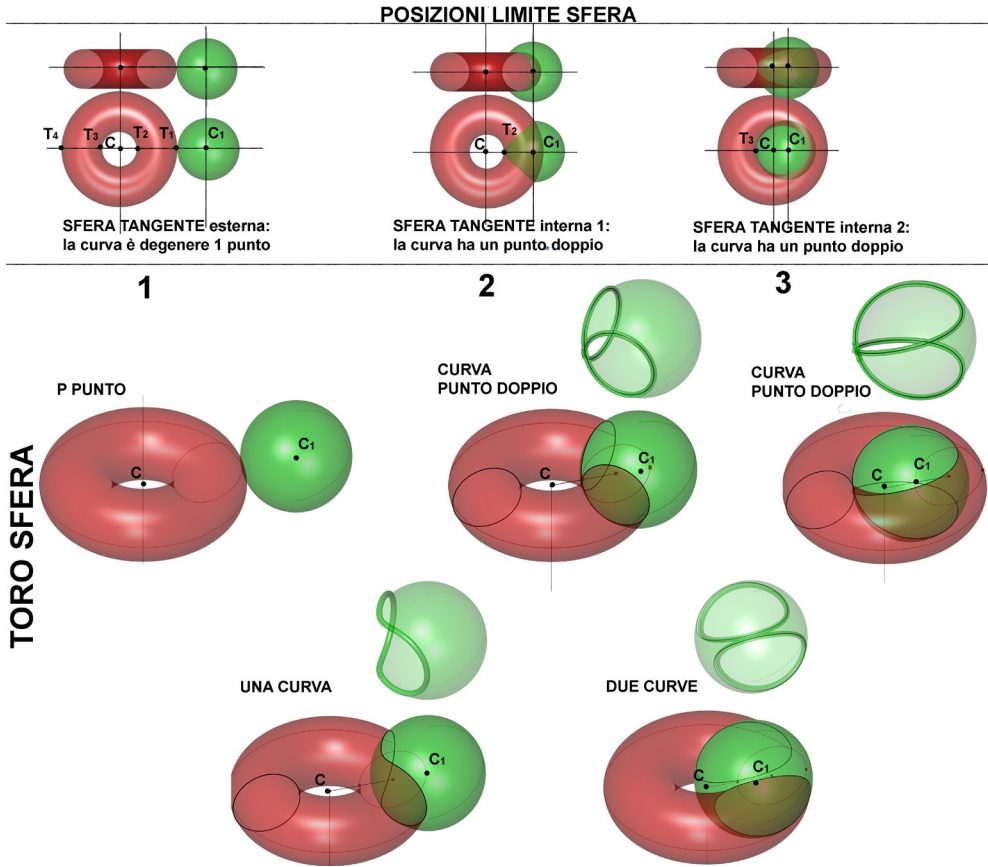 POSIZIONI LIMITE SFERA
T4 T3 C T2 T1 C1
T2
C C1
T3 C C1
SFERA TANGENTE esterna:
la curva è degenere 1 punto
SFERA TANGENTE interna 1:
la curva ha un punto doppio
SFERA TANGENTE interna 2:
la curva ha un punto doppio
1
2
3
P PUNTO
CURVA
PUNTO DOPPIO
CURVA
PUNTO DOPPIO
C C1
C C1
C C1
TORO SFERA
UNA CURVA
DUE CURVE
C C1
C C1